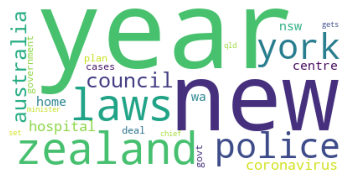 year
new
york
nsw
gets
plan
cases
centre
council
australia
government
laws
home
wa
qld
minister
hospital
deal
police
zealand
set
chief
govt
coronavirus